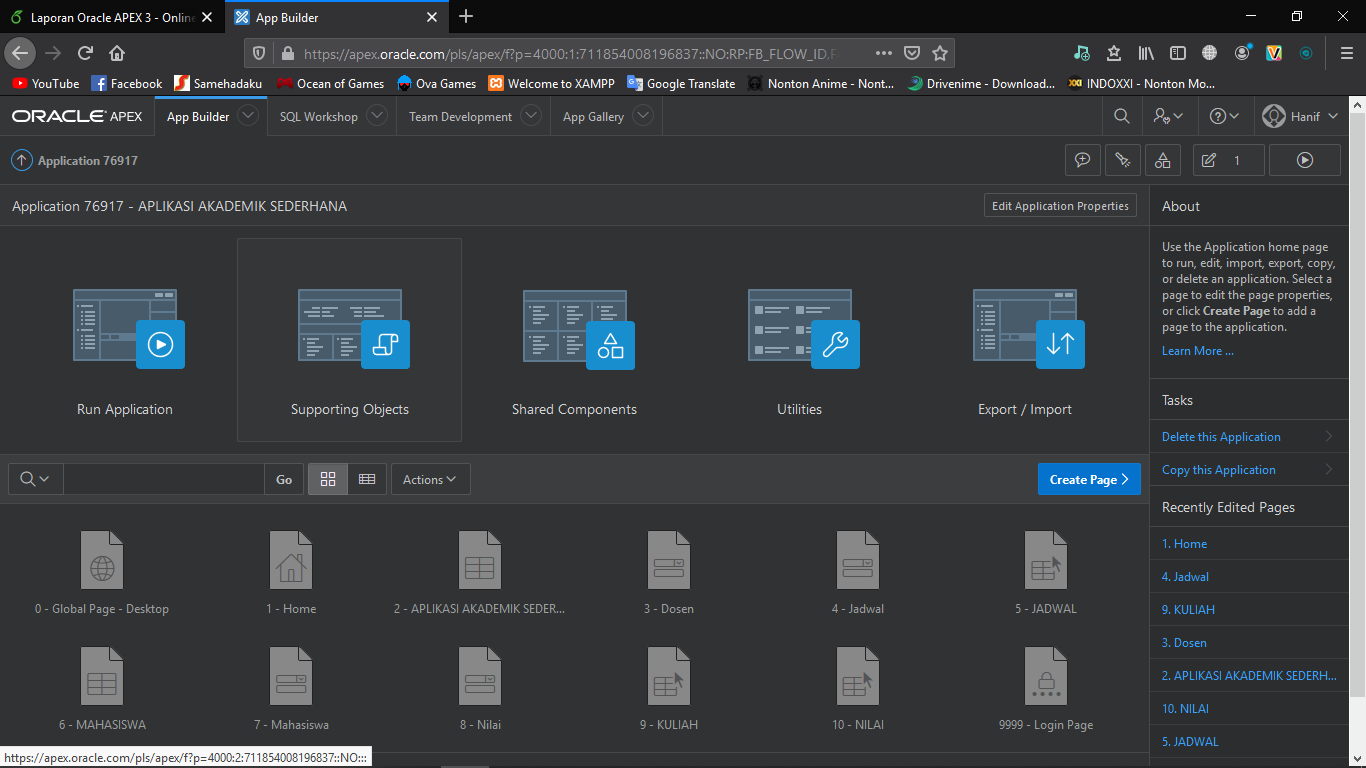 Laporan Oracle APEX 3 - Online
App Builder
https://apex.oracle.com/pls/apex/f?p=4000:1:711854008196837::NO:RP:FB_FLOW_ID,F
YouTube
Facebook
Samehadaku
Ocean of Games
Ova Games
Welcome to XAMPP
Google Translate
Nonton Anime - Nont...
Drivenime - Download...
INDOXXI - Nonton Mo...
ORACLE APEX
App Builder
SQL Workshop
Team Development
App Gallery
Hanif
Application 76917
1
Application 76917 - APLIKASI AKADEMIK SEDERHANA
Edit Application Properties
Run Application
Supporting Objects
Shared Components
Utilities
Export / Import
Go
Actions
Create Page
0 - Global Page - Desktop
1 - Home
2 - APLIKASI AKADEMIK SEDER...
3 - Dosen
4 - Jadwal
5 - JADWAL
6 - MAHASISWA
7 - Mahasiswa
8 - Nilai
9 - KULIAH
10 - NILAI
9999 - Login Page
About
Use the Application home page
to run, edit, import, export, copy,
or delete an application. Select a
page to edit the page properties,
or click Create Page to add a
page to the application.
Learn More ...
Tasks
Delete this Application
Copy this Application
Recently Edited Pages
1. Home
4. Jadwal
9. KULIAH
3. Dosen
2. APLIKASI AKADEMIK SEDERH...
10. NILAI
5. JADWAL
https://apex.oracle.com/pls/apex/f?p=4000:2:711854008196837::NO:::